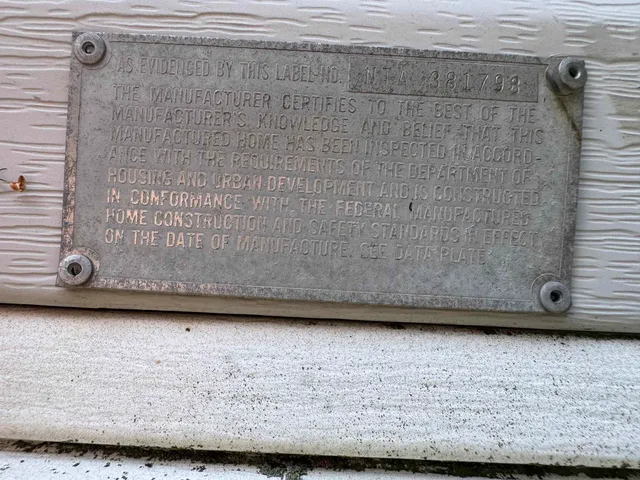 AS EVIDENCED BY THIS LABEL NO. NTA 381793
THE MANUFACTURER CERTIFIES TO THE BEST OF THE
MANUFACTURER'S KNOWLEDGE AND BELIEF THAT THIS
MANUFACTURED HOME HAS BEEN INSPECTED IN ACCORD-
ANCE WITH THE REQUIREMENTS OF THE DEPARTMENT OF
HOUSING AND URBAN DEVELOPMENT AND IS CONSTRUCTED
IN CONFORMANCE WITH THE FEDERAL MANUFACTURED
HOME CONSTRUCTION AND SAFETY STANDARDS IN EFFECT
ON THE DATE OF MANUFACTURE. SEE DATA PLATE.